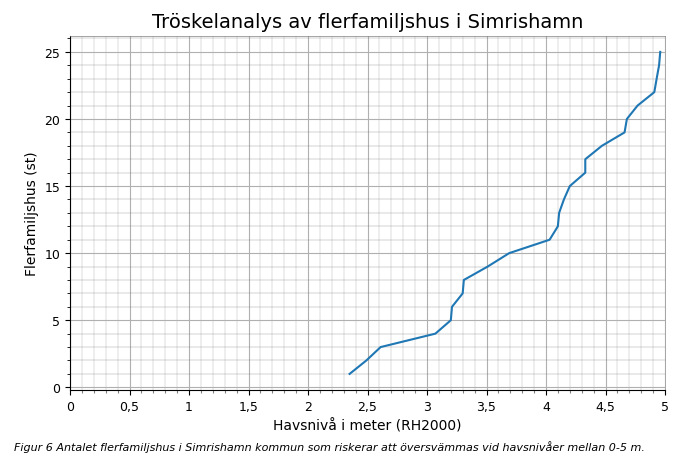 Tröskelanalys av flerfamiljshus i Simrishamn
25
20
15
10
5
0
Flerfamiljshus (st)
0 0,5 1 1,5 2 2,5 3 3,5 4 4,5 5
Havsnivå i meter (RH2000)
Figur 6 Antalet flerfamiljshus i Simrishamn kommun som riskerar att översvämmas vid havsnivåer mellan 0-5 m.